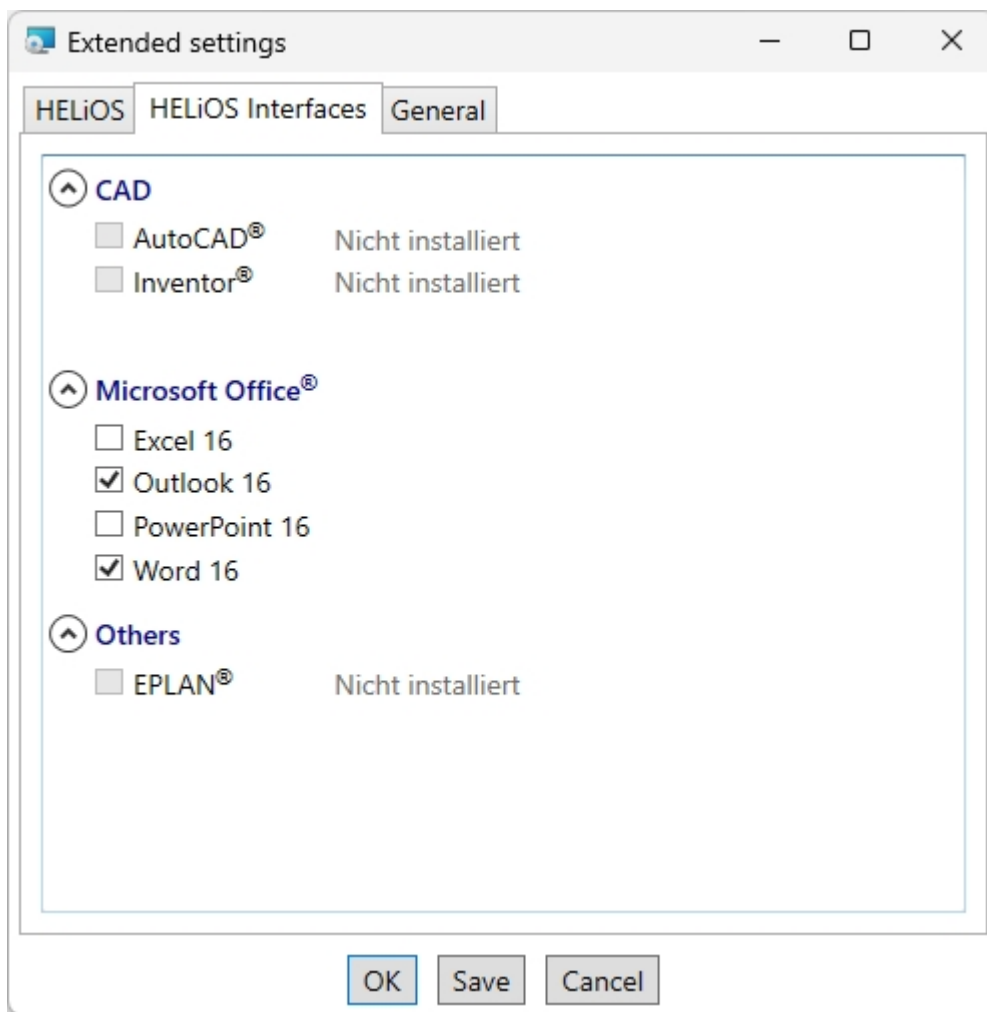 Extended settings
HELiOS HELiOS Interfaces General
CAD
AutoCAD® Nicht installiert
Inventor® Nicht installiert
Microsoft Office®
Excel 16
Outlook 16
PowerPoint 16
Word 16
Others
EPLAN® Nicht installiert
OK Save Cancel